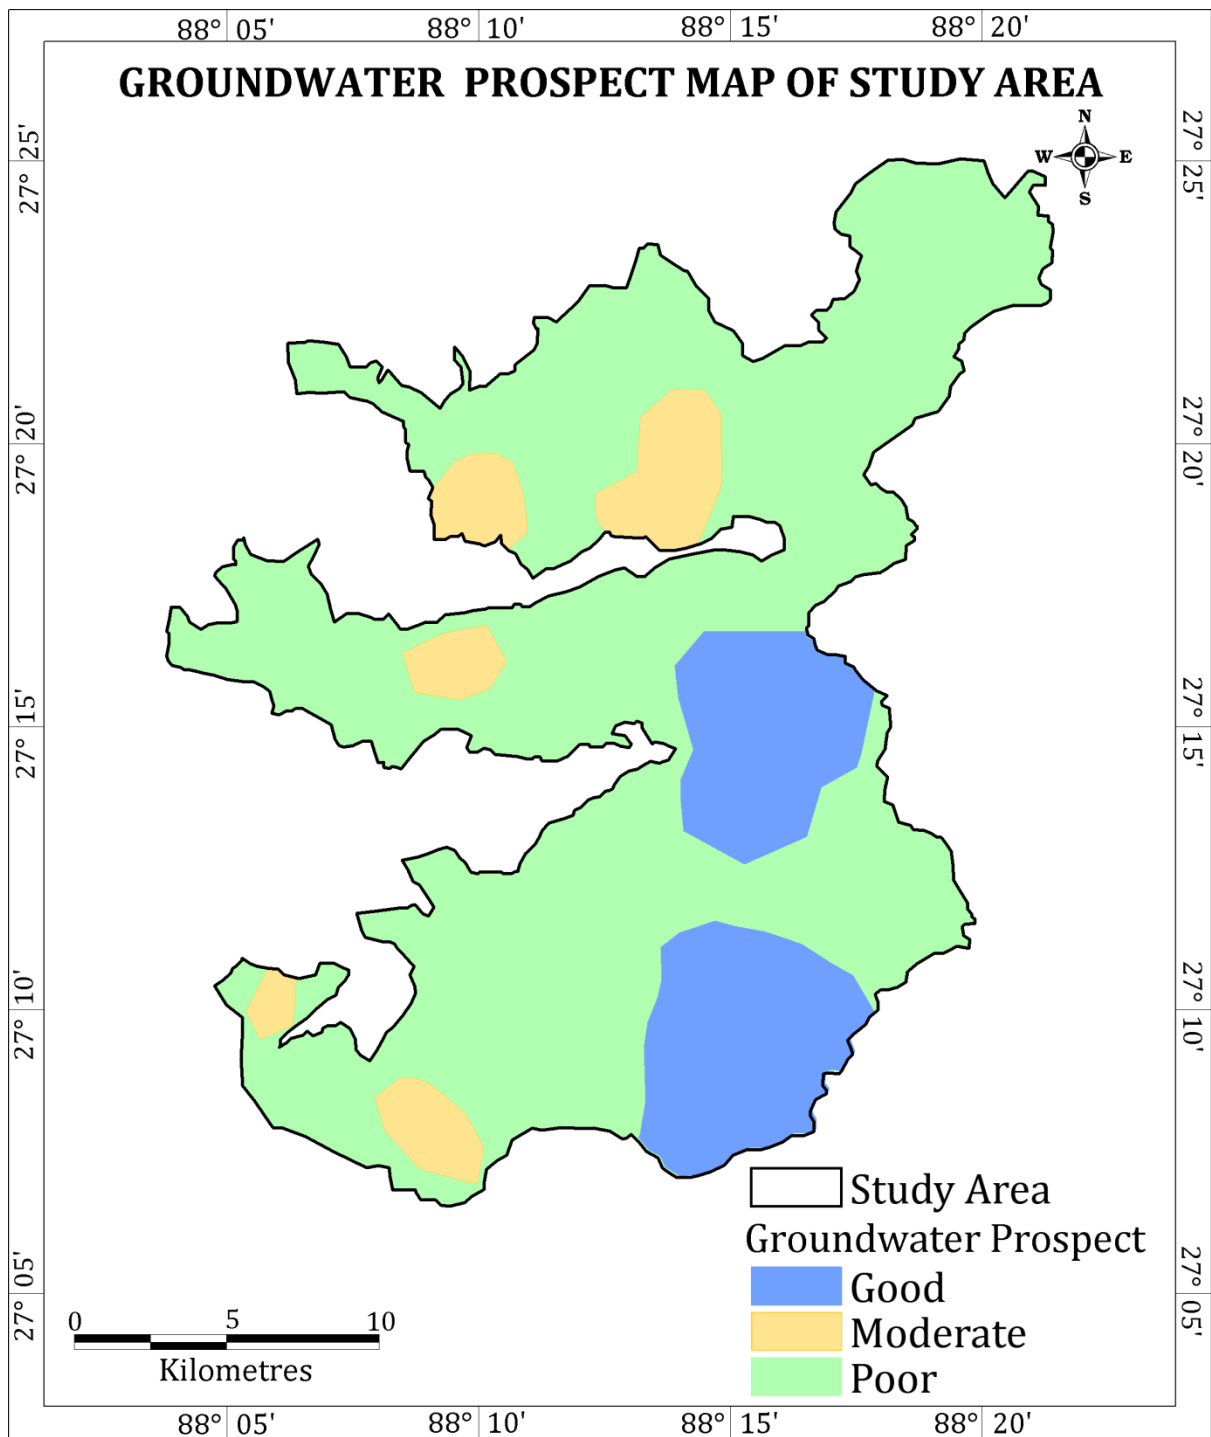 88° 05' 88° 10' 88° 15' 88° 20'
GROUNDWATER PROSPECT MAP OF STUDY AREA
N
W E
S
27° 25' 27° 25'
27° 20' 27° 20'
27° 15' 27° 15'
27° 10' 27° 10'
27° 05' 27° 05'
Study Area
Groundwater Prospect
Good
Moderate
Poor
0 5 10
Kilometres
88° 05' 88° 10' 88° 15' 88° 20'